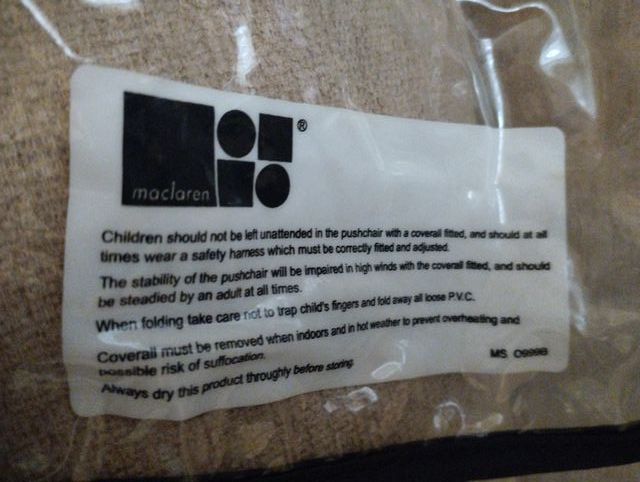 maclaren ®
Children should not be left unattended in the pushchair with a coverall fitted, and should at all
times wear a safety harness which must be correctly fitted and adjusted.
The stability of the pushchair will be impaired in high winds with the coverall fitted, and should
be steadied by an adult at all times.
When folding take care not to trap child's fingers and fold away all loose P.V.C.
Coverall must be removed when indoors and in hot weather to prevent overheating and
possible risk of suffocation.
MS
Always dry this product throughly before storing